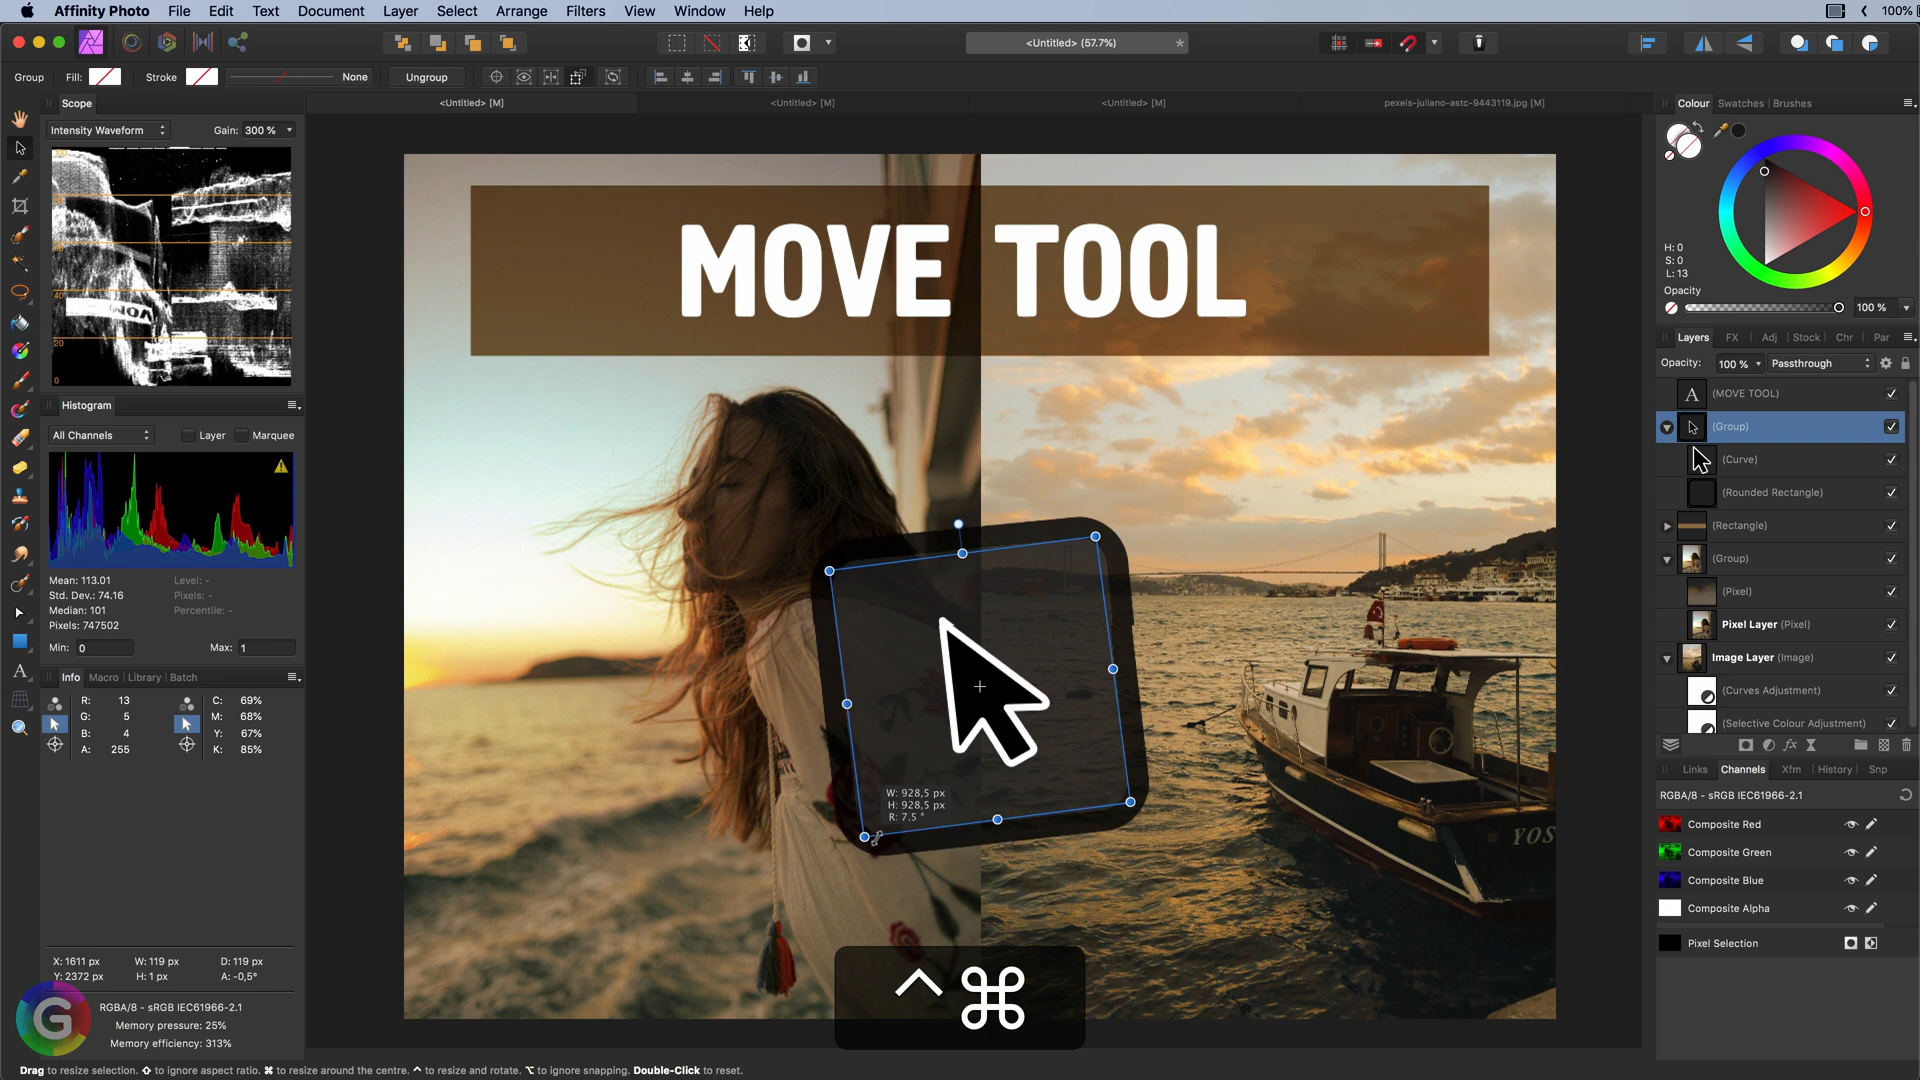 Affinity Photo File Edit Text Document Layer Select Arrange Filters View Window Help 100%
<Untitled> (57.7%) *
Group Fill: Stroke None Ungroup
Scope
Intensity Waveform Gain: 300 %
100
80
60
40
20
0
Histogram
All Channels Layer Marquee
Mean: 113.01 Level: -
Std. Dev.: 74.16 Pixels: -
Median: 101 Percentile: -
Pixels: 747502
Min: 0 Max: 1
Info Macro Library Batch
R: 13 C: 69%
G: 5 M: 68%
B: 4 Y: 67%
A: 255 K: 85%
X: 1611 px W: 119 px D: 119 px
Y: 2372 px H: 1 px A: -0,5°
G
RGBA/8 - sRGB IEC61966-2.1
Memory pressure: 25%
Memory efficiency: 313%
<Untitled> [M] <Untitled> [M] <Untitled> [M] pexels-juliano-astc-9443119.jpg [M]
MOVE TOOL
W: 928,5 px
H: 928,5 px
R: 7.5 °
YOS
^ ⌘
Colour Swatches Brushes
H: 0
S: 0
L: 13
Opacity
100 %
Layers FX Adj Stock Chr Par
Opacity: 100 % Passthrough
A (MOVE TOOL)
(Group)
(Curve)
(Rounded Rectangle)
(Rectangle)
(Group)
(Pixel)
Pixel Layer (Pixel)
Image Layer (Image)
(Curves Adjustment)
(Selective Colour Adjustment)
fx
Links Channels Xfm History Snp
RGBA/8 - sRGB IEC61966-2.1
Composite Red
Composite Green
Composite Blue
Composite Alpha
Pixel Selection
Drag to resize selection. ⇧ to ignore aspect ratio. ⌘ to resize around the centre. ^ to resize and rotate. ⌥ to ignore snapping. Double-Click to reset.